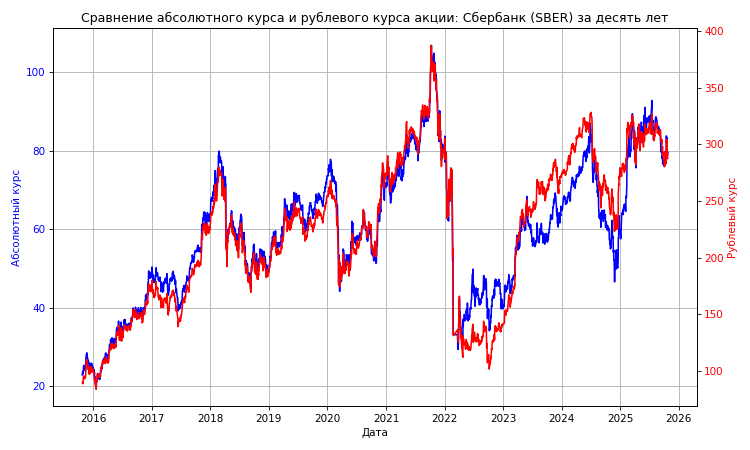 Сравнение абсолютного курса и рублевого курса акции: Сбербанк (SBER) за десять лет
400
350
300
250
200
150
100
Рублевый курс
100
80
60
40
20
Абсолютный курс
2016 2017 2018 2019 2020 2021 2022 2023 2024 2025 2026
Дата